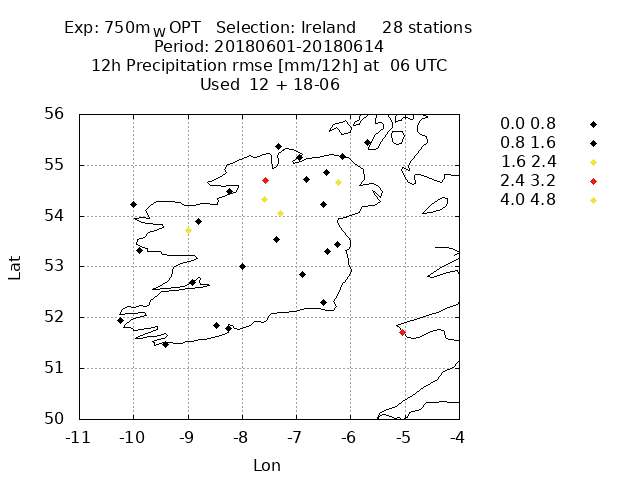 Exp: 750mW OPT   Selection: Ireland     28 stations
Period: 20180601-20180614
12h Precipitation rmse [mm/12h] at  06 UTC
Used  12 + 18-06
0.0 0.8
0.8 1.6
1.6 2.4
2.4 3.2
4.0 4.8
56
55
54
53
52
51
50
Lat
-11 -10 -9 -8 -7 -6 -5 -4
Lon